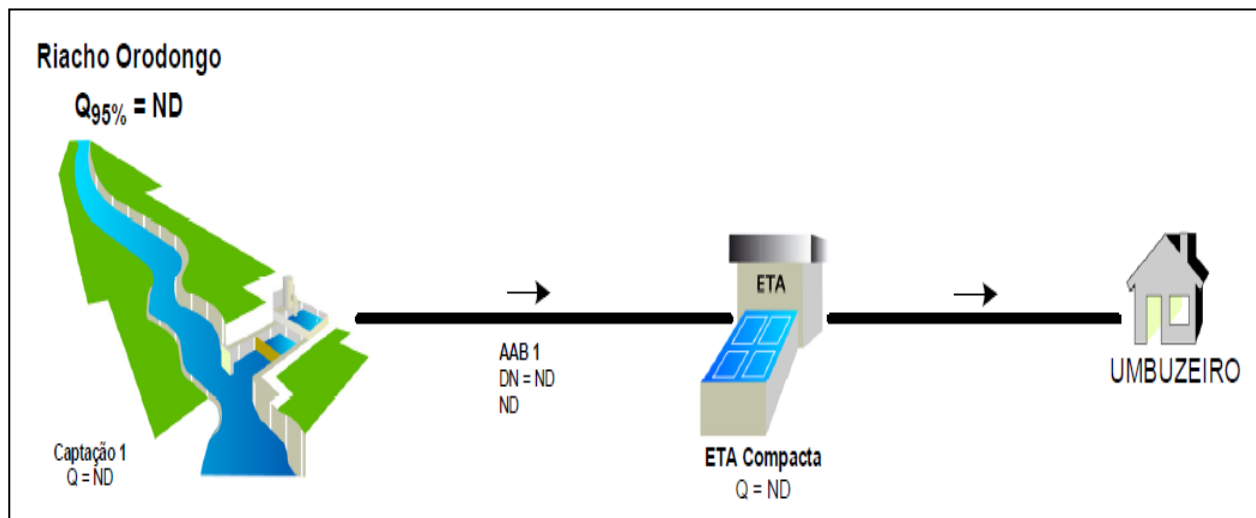 Riacho Orodongo
Q95% = ND
Captação 1
Q = ND
AAB 1
DN = ND
ND
ETA
ETA Compacta
Q = ND
UMBUZEIRO